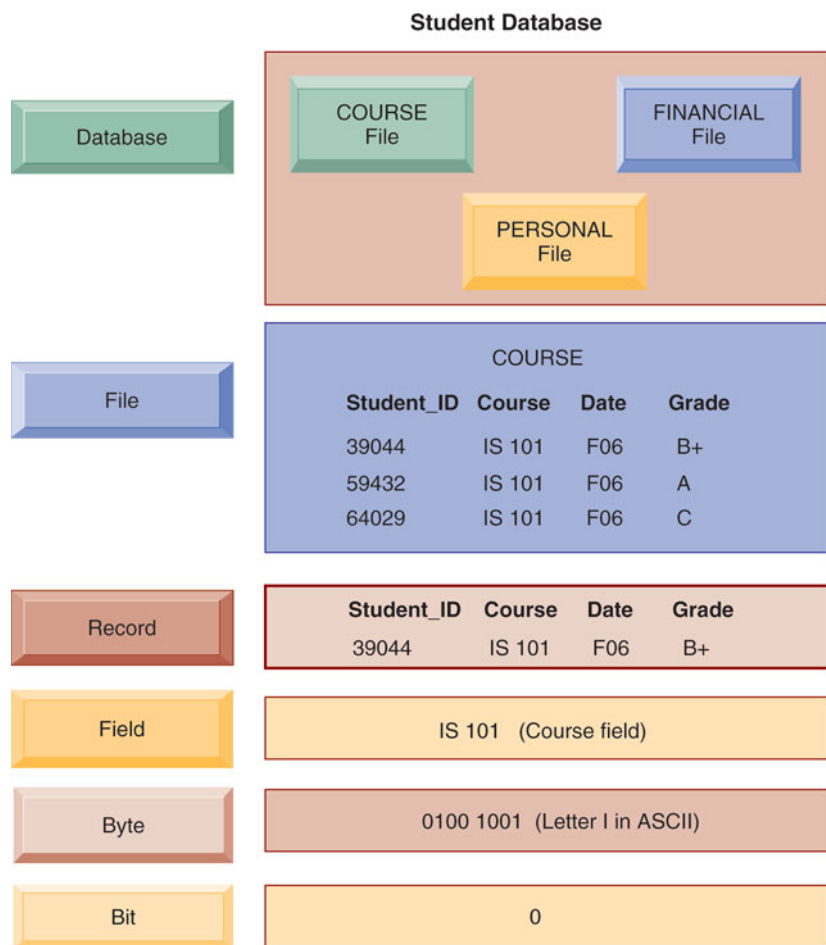 Student Database
Database
COURSE
File
FINANCIAL
File
PERSONAL
File
File
COURSE
Student_ID Course Date Grade
39044 IS 101 F06 B+
59432 IS 101 F06 A
64029 IS 101 F06 C
Record
Student_ID Course Date Grade
39044 IS 101 F06 B+
Field
IS 101 (Course field)
Byte
0100 1001 (Letter I in ASCII)
Bit
0